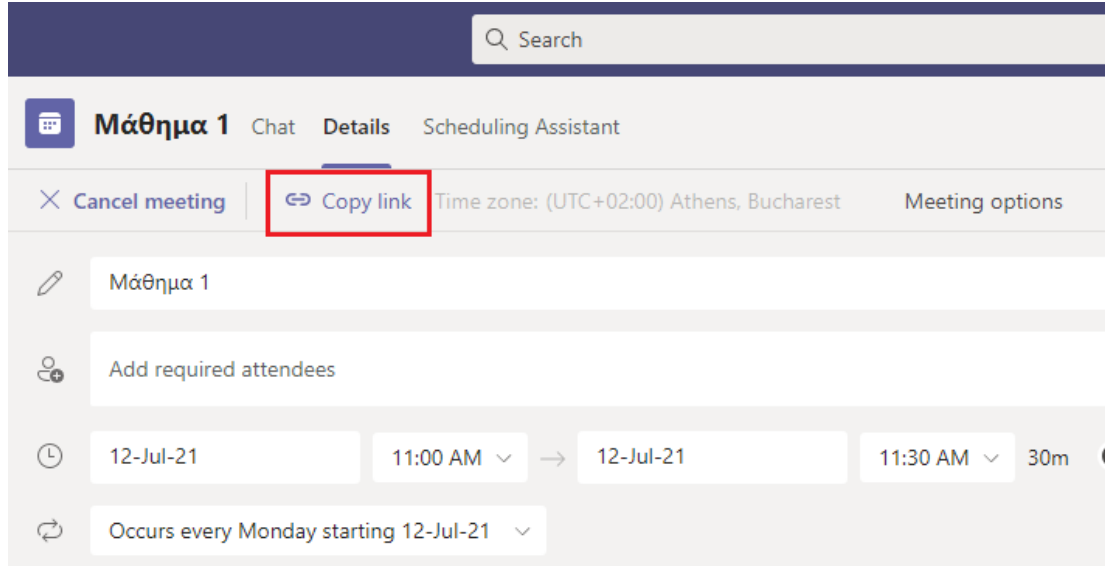 Search
Μάθημα 1 Chat Details Scheduling Assistant
Cancel meeting Copy link Time zone: (UTC+02:00) Athens, Bucharest Meeting options
Μάθημα 1
Add required attendees
12-Jul-21 11:00 AM → 12-Jul-21 11:30 AM 30m
Occurs every Monday starting 12-Jul-21